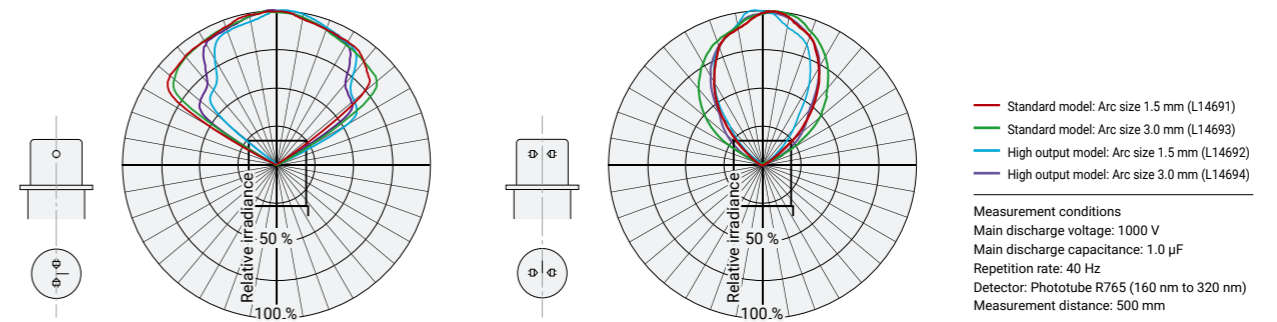 Relative irradiance
50 %
100 %
Relative irradiance
50 %
100 %
Standard model: Arc size 1.5 mm (L14691)
Standard model: Arc size 3.0 mm (L14693)
High output model: Arc size 1.5 mm (L14692)
High output model: Arc size 3.0 mm (L14694)
Measurement conditions
Main discharge voltage: 1000 V
Main discharge capacitance: 1.0 μF
Repetition rate: 40 Hz
Detector: Phototube R765 (160 nm to 320 nm)
Measurement distance: 500 mm